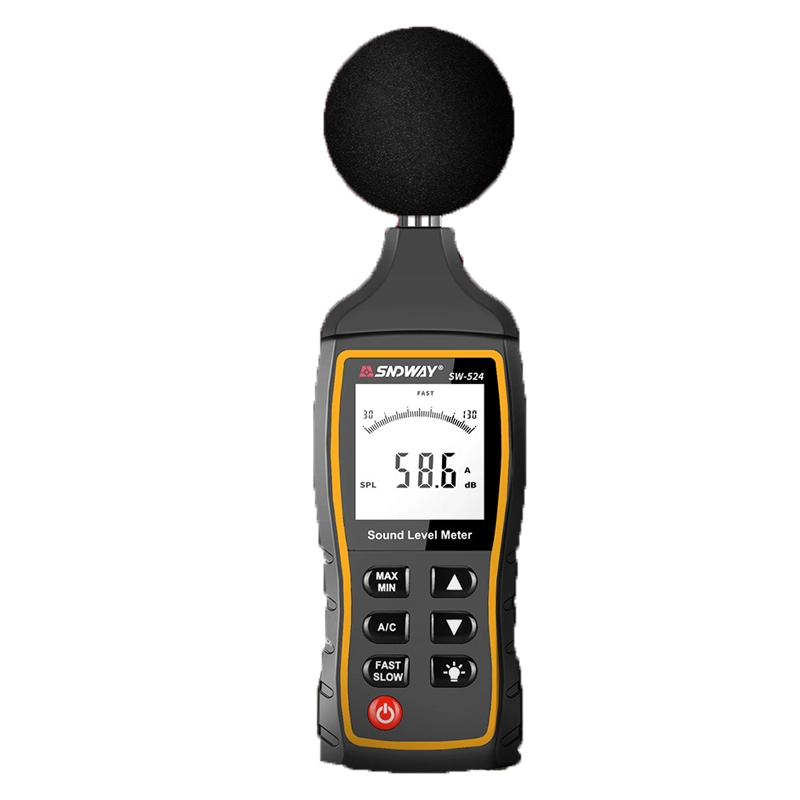 SNDWAY®
SW-524
FAST
30 130
58.6 A
SPL dB
Sound Level Meter
MAX
MIN
A/C
FAST
SLOW